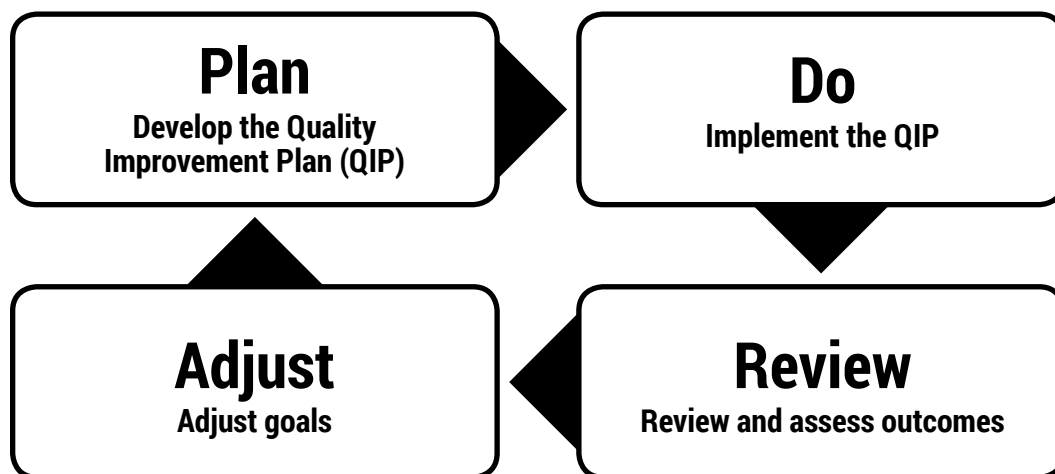 Plan
Develop the Quality
Improvement Plan (QIP)
Do
Implement the QIP
Adjust
Adjust goals
Review
Review and assess outcomes